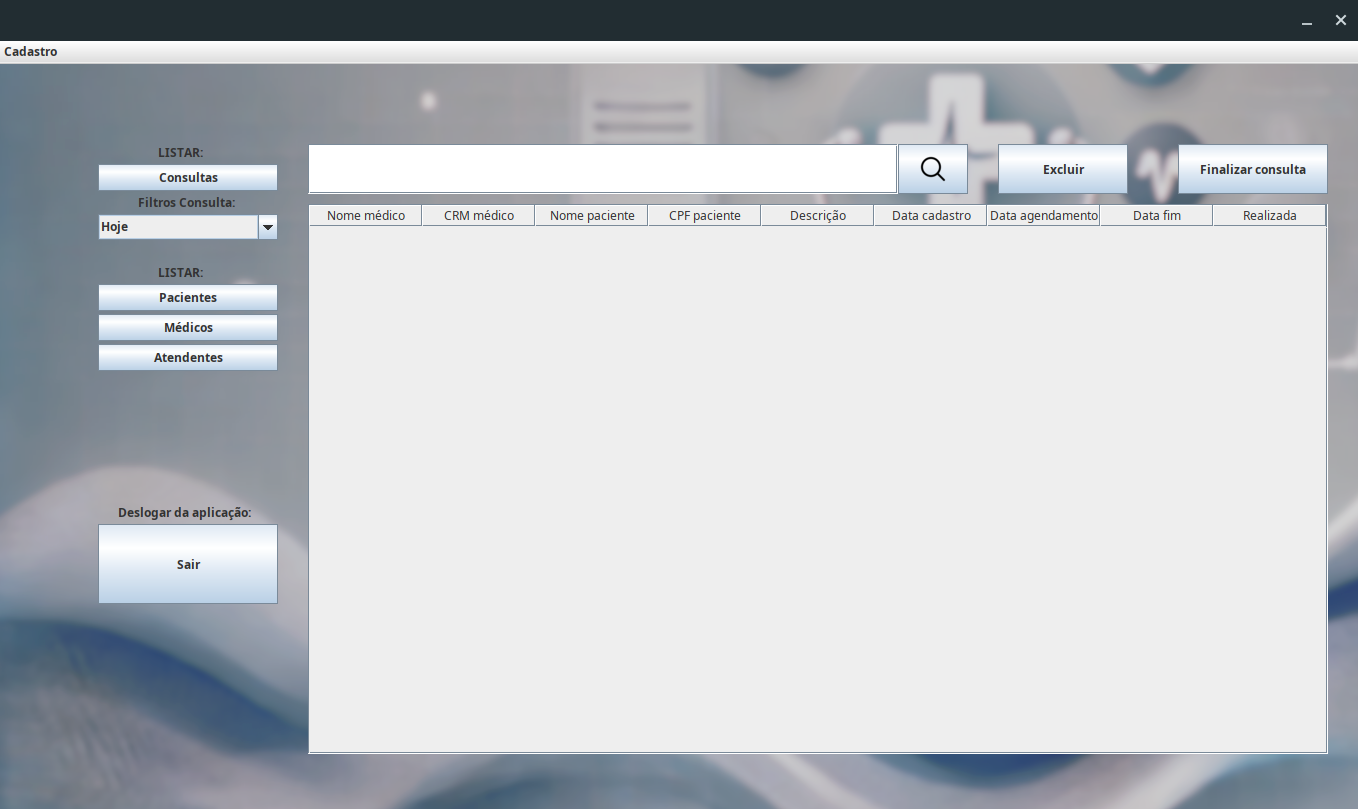 Cadastro
LISTAR:
Consultas
Filtros Consulta:
Hoje
LISTAR:
Pacientes
Médicos
Atendentes
Deslogar da aplicação:
Sair
Excluir
Finalizar consulta
Nome médico CRM médico Nome paciente CPF paciente Descrição Data cadastro Data agendamento Data fim Realizada